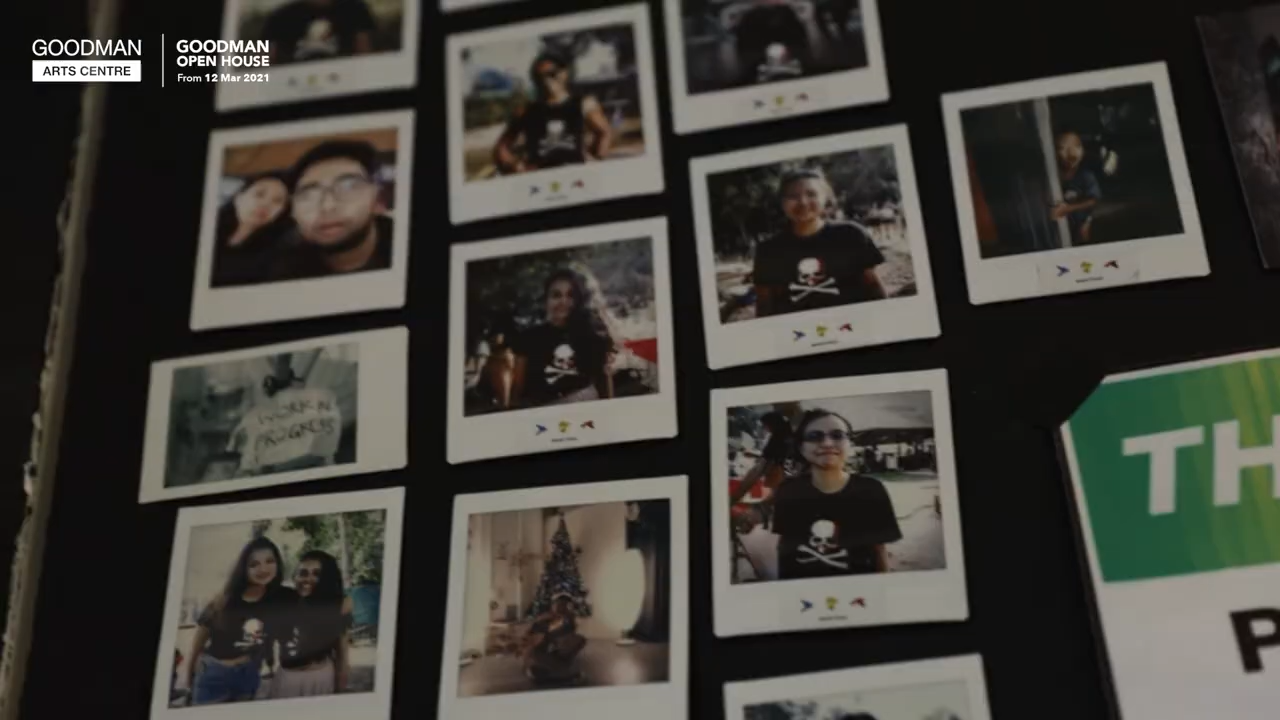 GOODMAN
ARTS CENTRE
GOODMAN
OPEN HOUSE
From 12 Mar 2021
WORK IN
PROGRESS
TH
P